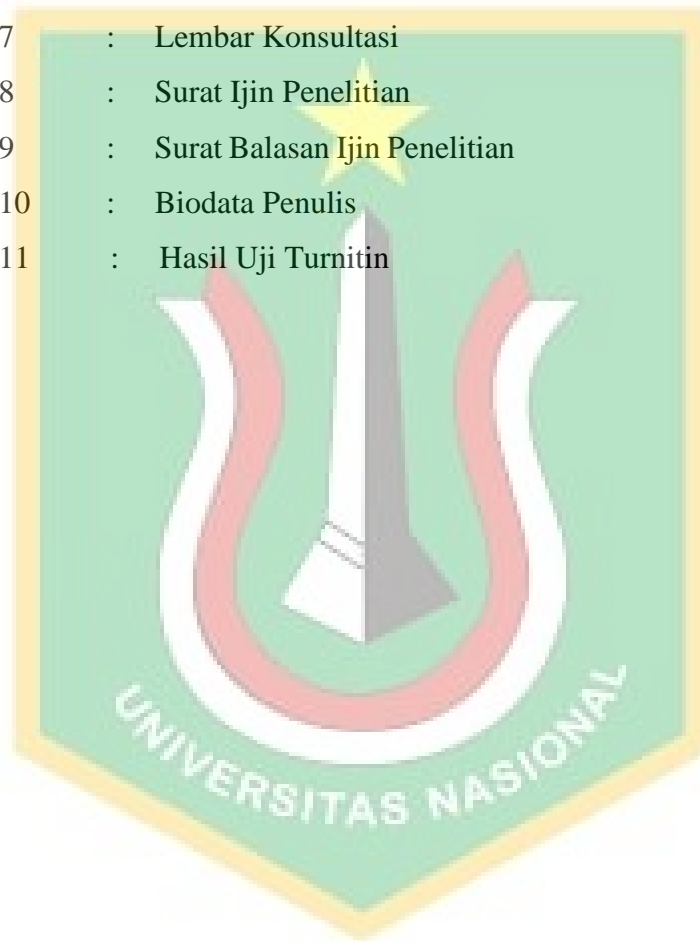 7 : Lembar Konsultasi
8 : Surat Ijin Penelitian
9 : Surat Balasan Ijin Penelitian
10 : Biodata Penulis
11 : Hasil Uji Turnitin
UNIVERSITAS NASIONAL